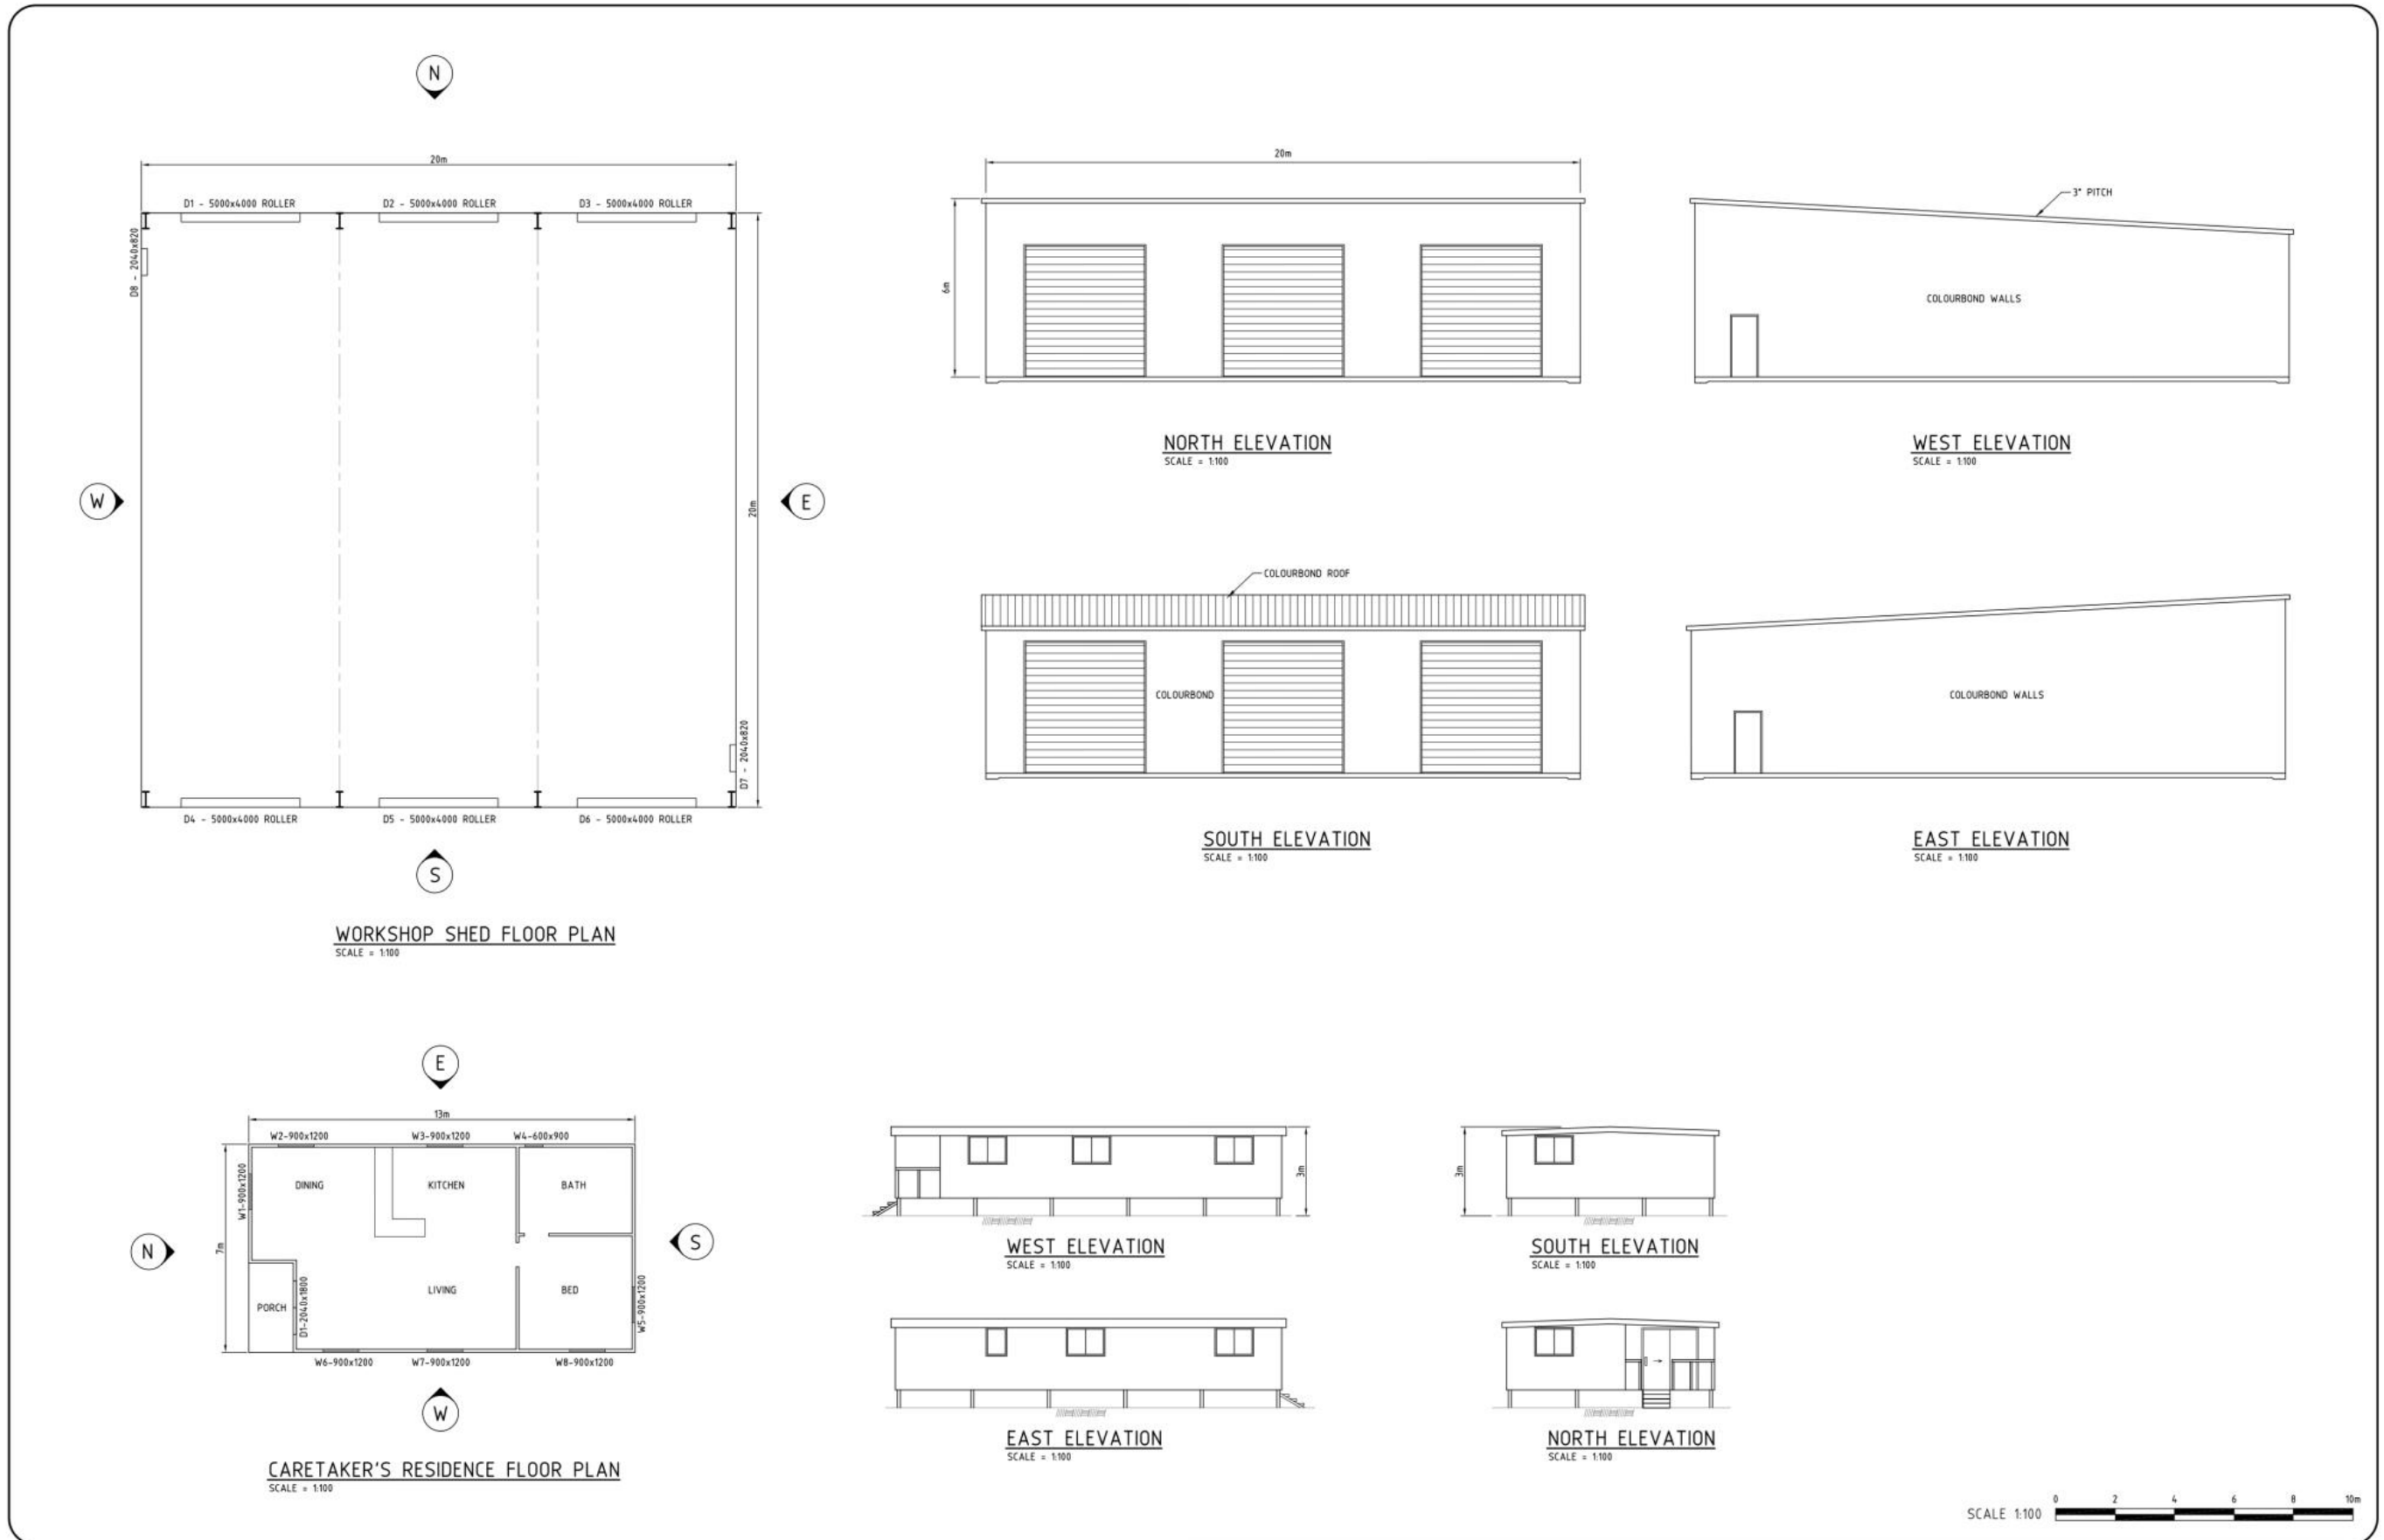 N
20m
D1 - 5000x4000 ROLLER
D2 - 5000x4000 ROLLER
D3 - 5000x4000 ROLLER
D8 - 2040x820
W
20m
E
D7 - 2040x820
D4 - 5000x4000 ROLLER
D5 - 5000x4000 ROLLER
D6 - 5000x4000 ROLLER
S
WORKSHOP SHED FLOOR PLAN
SCALE = 1:100
20m
6m
NORTH ELEVATION
SCALE = 1:100
3° PITCH
COLOURBOND WALLS
WEST ELEVATION
SCALE = 1:100
COLOURBOND ROOF
COLOURBOND
SOUTH ELEVATION
SCALE = 1:100
COLOURBOND WALLS
EAST ELEVATION
SCALE = 1:100
E
13m
W2-900x1200
W3-900x1200
W4-600x900
W1-900x1200
DINING
KITCHEN
BATH
N
7m
S
LIVING
BED
PORCH
D1-2040x1800
W5-900x1200
W6-900x1200
W7-900x1200
W8-900x1200
W
CARETAKER'S RESIDENCE FLOOR PLAN
SCALE = 1:100
3m
WEST ELEVATION
SCALE = 1:100
3m
SOUTH ELEVATION
SCALE = 1:100
EAST ELEVATION
SCALE = 1:100
NORTH ELEVATION
SCALE = 1:100
SCALE 1:100
0 2 4 6 8 10m